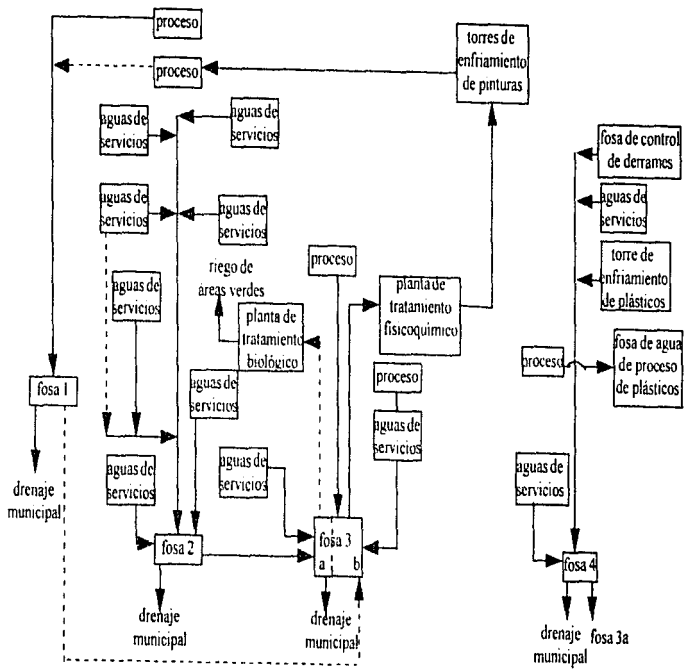 proceso
proceso
torres de
enfriamiento
de pinturas
aguas de
servicios
aguas de
servicios
fosa de control
de derrames
aguas de
servicios
aguas de
servicios
aguas de
servicios
torre de
enfriamiento
de plásticos
riego de
áreas verdes
proceso
aguas de
servicios
planta de
tratamiento
biológico
planta de
tratamiento
fisicoquimico
proceso
fosa de agua
de proceso
de plásticos
fosa 1
aguas de
servicios
proceso
aguas de
servicios
drenaje
municipal
aguas de
servicios
aguas de
servicios
aguas de
servicios
fosa 2
fosa 3
a b
fosa 4
drenaje
municipal
drenaje
municipal
drenaje
municipal
fosa 3a